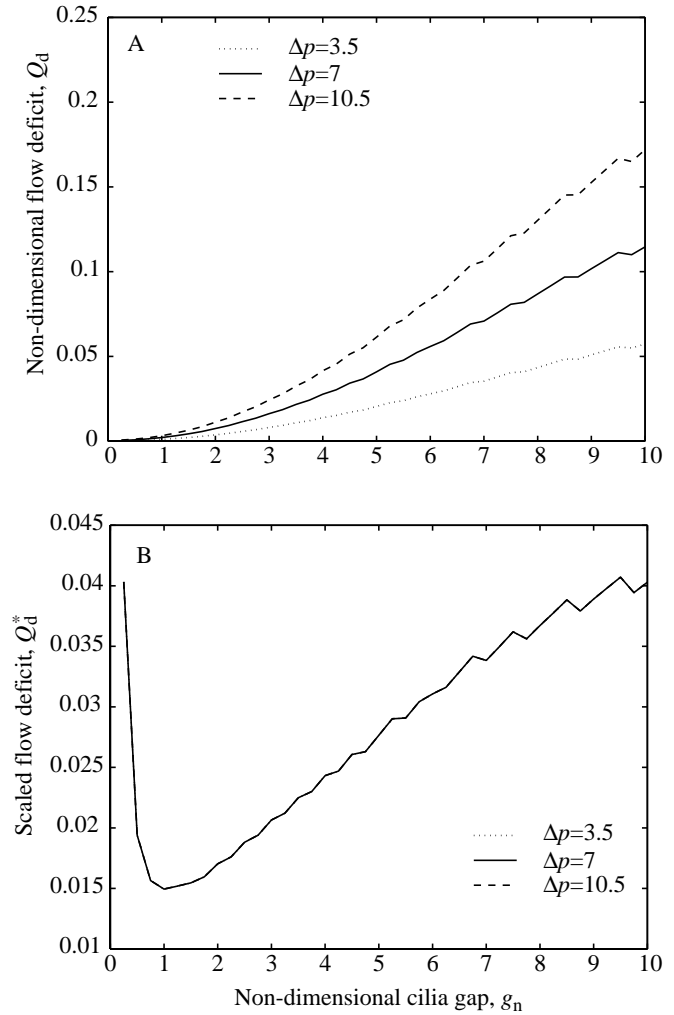 A
Δp=3.5
Δp=7
Δp=10.5
Non-dimensional flow deficit, Qd
0.25
0.2
0.15
0.1
0.05
0
0 1 2 3 4 5 6 7 8 9 10
B
Scaled flow deficit, Q*d
0.045
0.04
0.035
0.03
0.025
0.02
0.015
0.01
Δp=3.5
Δp=7
Δp=10.5
0 1 2 3 4 5 6 7 8 9 10
Non-dimensional cilia gap, gn